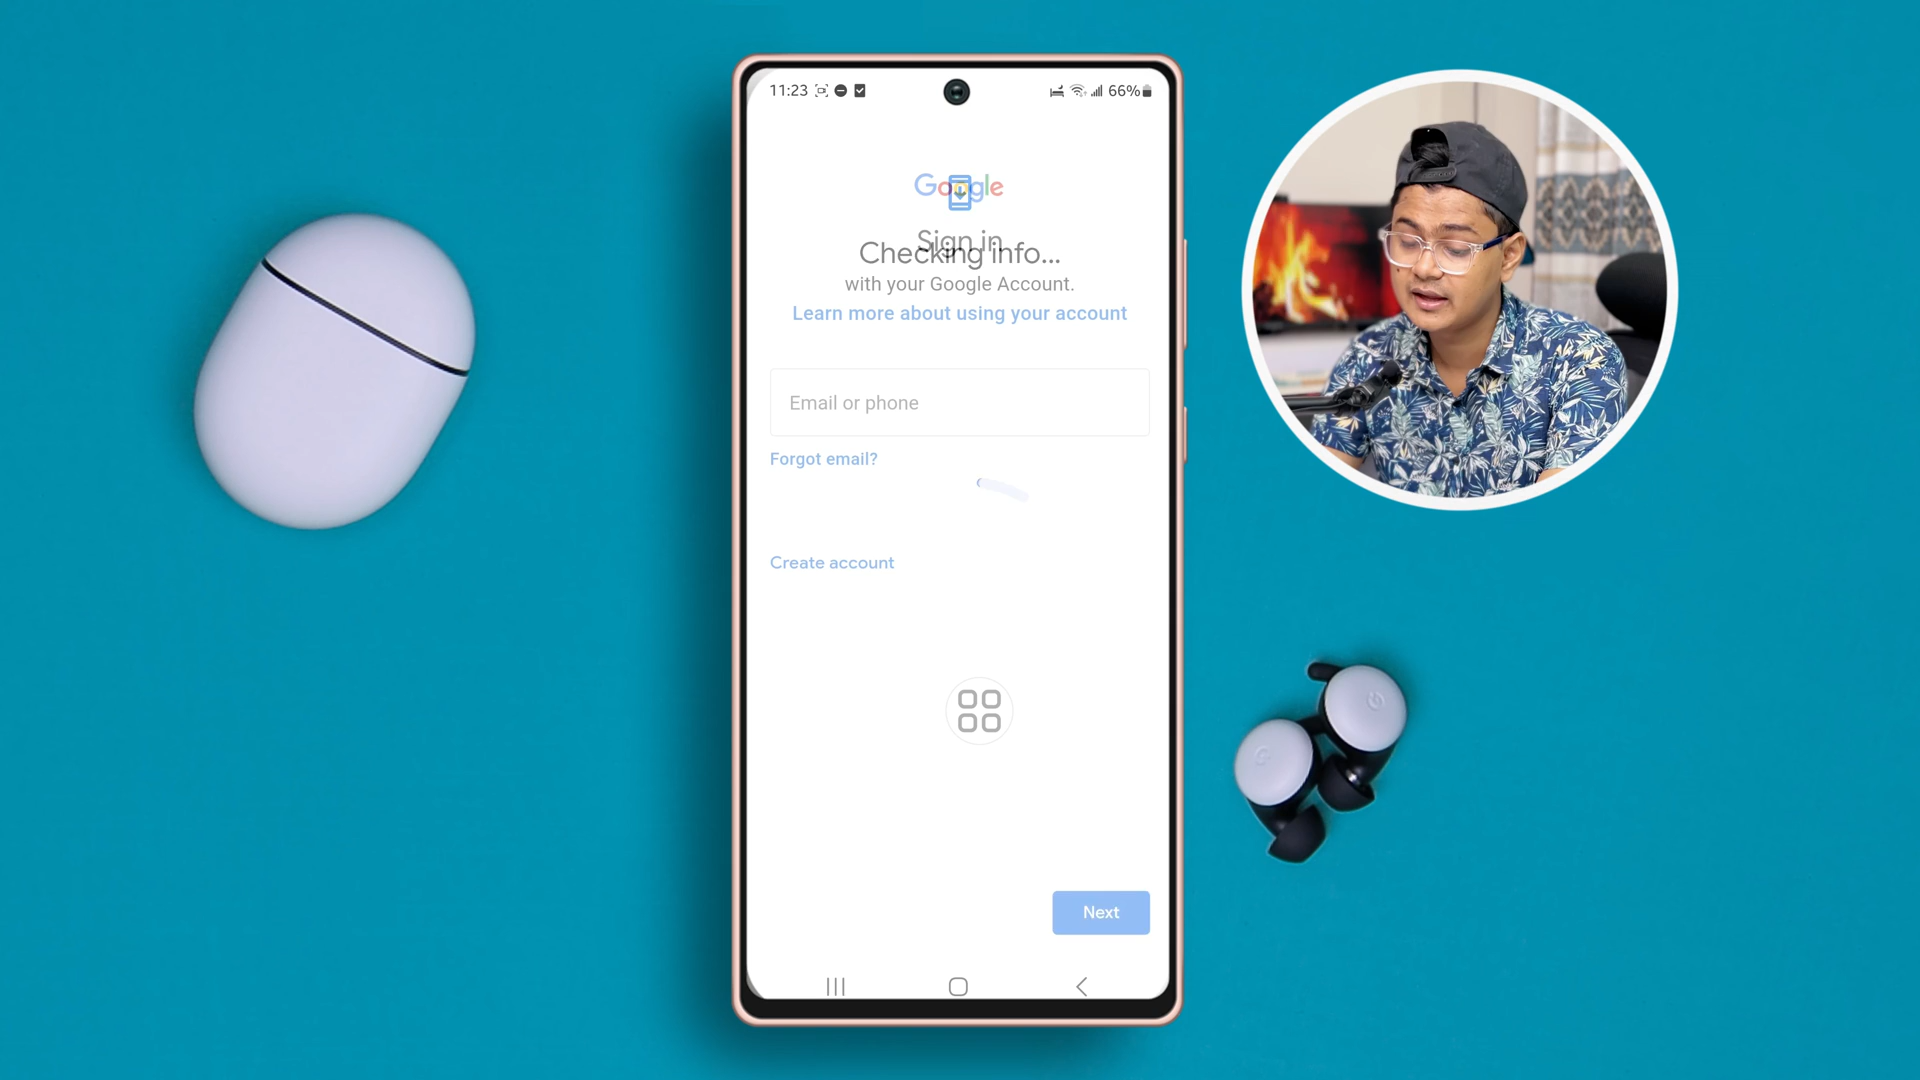 11:23
66%
Google
Sign in
Checking info...
with your Google Account.
Learn more about using your account
Email or phone
Forgot email?
Create account
Next